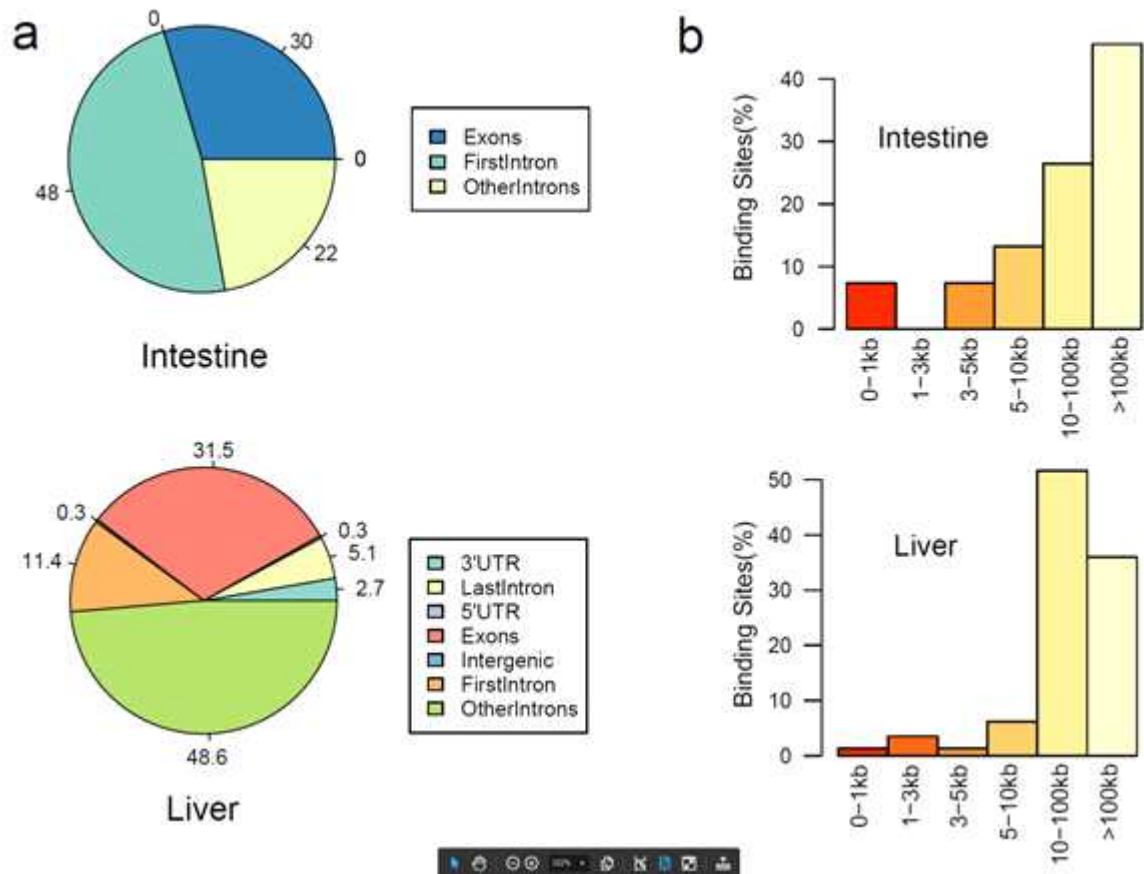 a
0
30
0
48
22
Exons
FirstIntron
OtherIntrons
Intestine
b
Binding Sites(%)
40
30
20
10
0
Intestine
0-1kb
1-3kb
3-5kb
5-10kb
10-100kb
>100kb
31.5
0.3
0.3
5.1
2.7
11.4
48.6
3'UTR
LastIntron
5'UTR
Exons
Intergenic
FirstIntron
OtherIntrons
Liver
Binding Sites(%)
50
40
30
20
10
0
Liver
0-1kb
1-3kb
3-5kb
5-10kb
10-100kb
>100kb